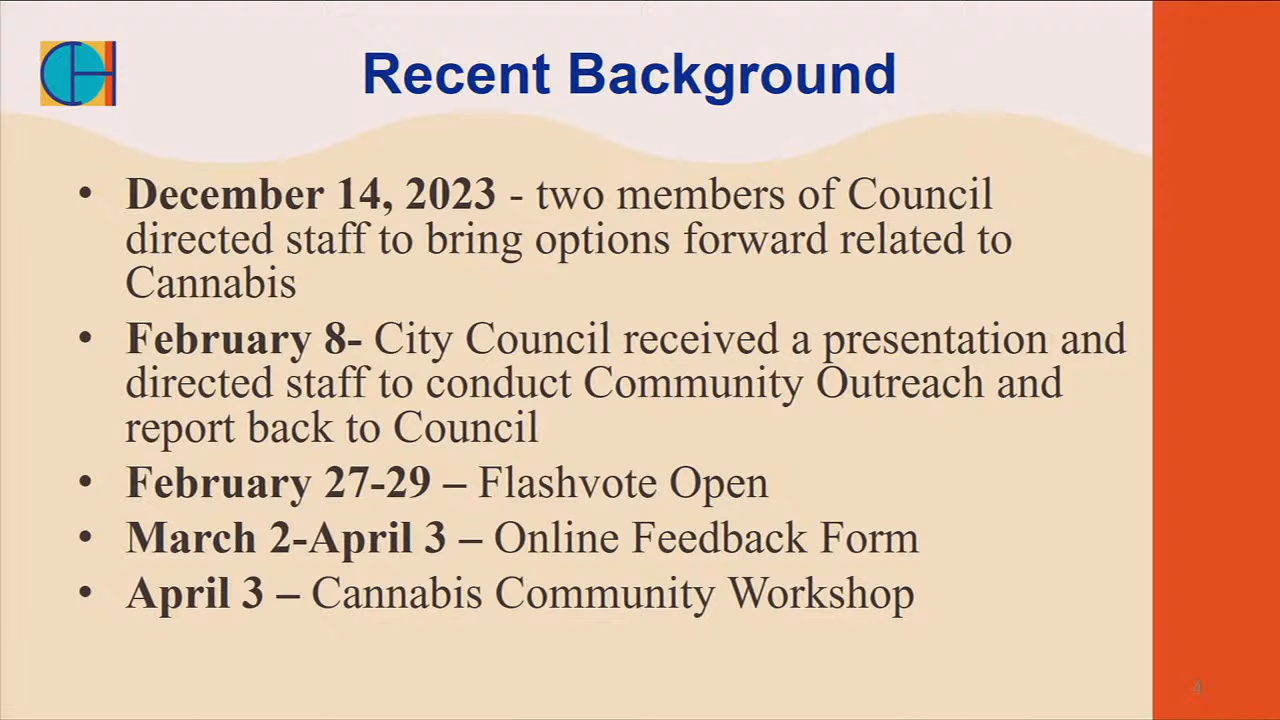 CH
Recent Background
• December 14, 2023 - two members of Council
directed staff to bring options forward related to
Cannabis
• February 8- City Council received a presentation and
directed staff to conduct Community Outreach and
report back to Council
• February 27-29 – Flashvote Open
• March 2-April 3 – Online Feedback Form
• April 3 – Cannabis Community Workshop
4